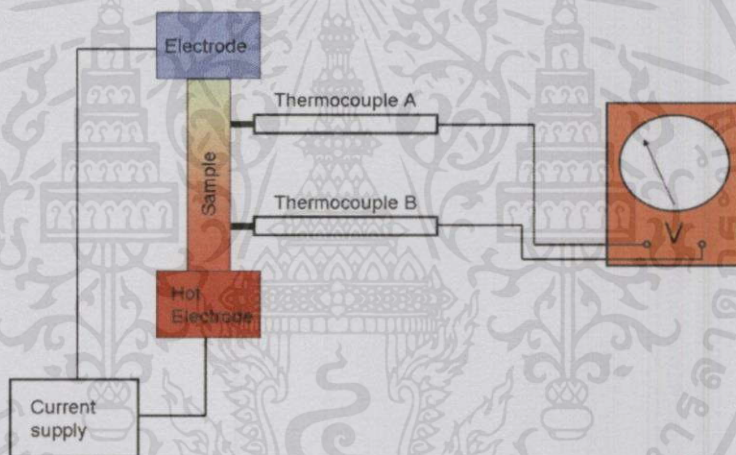 Electrode
Thermocouple A
Sample
Thermocouple B
V
Hot
Electrode
Current
supply